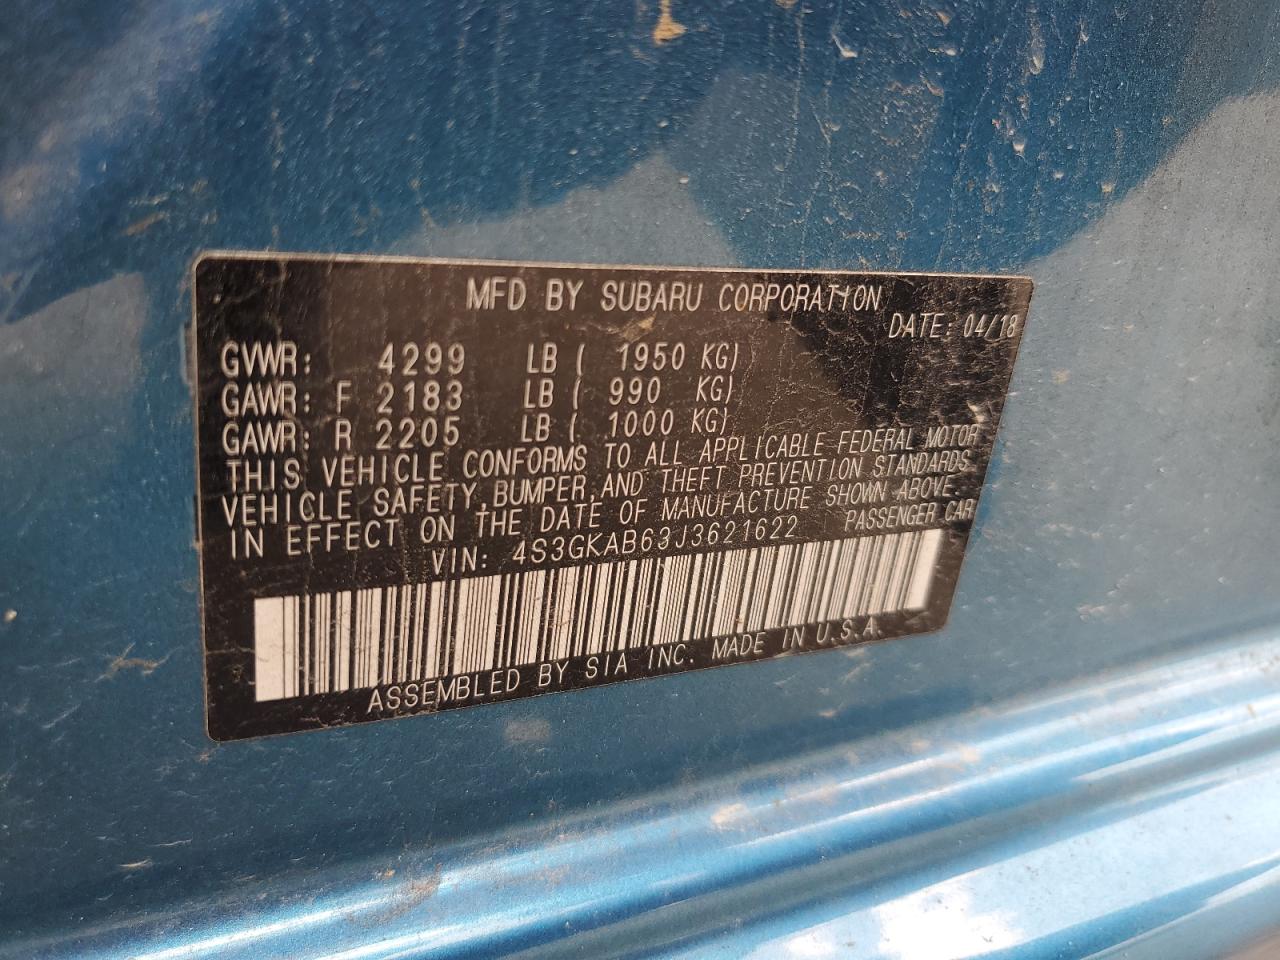 MFD BY SUBARU CORPORATION
DATE: 04/18
GVWR: 4299 LB ( 1950 KG)
GAWR: F 2183 LB ( 990 KG)
GAWR: R 2205 LB ( 1000 KG)
THIS VEHICLE CONFORMS TO ALL APPLICABLE FEDERAL MOTOR
VEHICLE SAFETY, BUMPER, AND THEFT PREVENTION STANDARDS
IN EFFECT ON THE DATE OF MANUFACTURE SHOWN ABOVE.
VIN: 4S3GKAB63J3621622 PASSENGER CAR
ASSEMBLED BY SIA INC. MADE IN U.S.A.